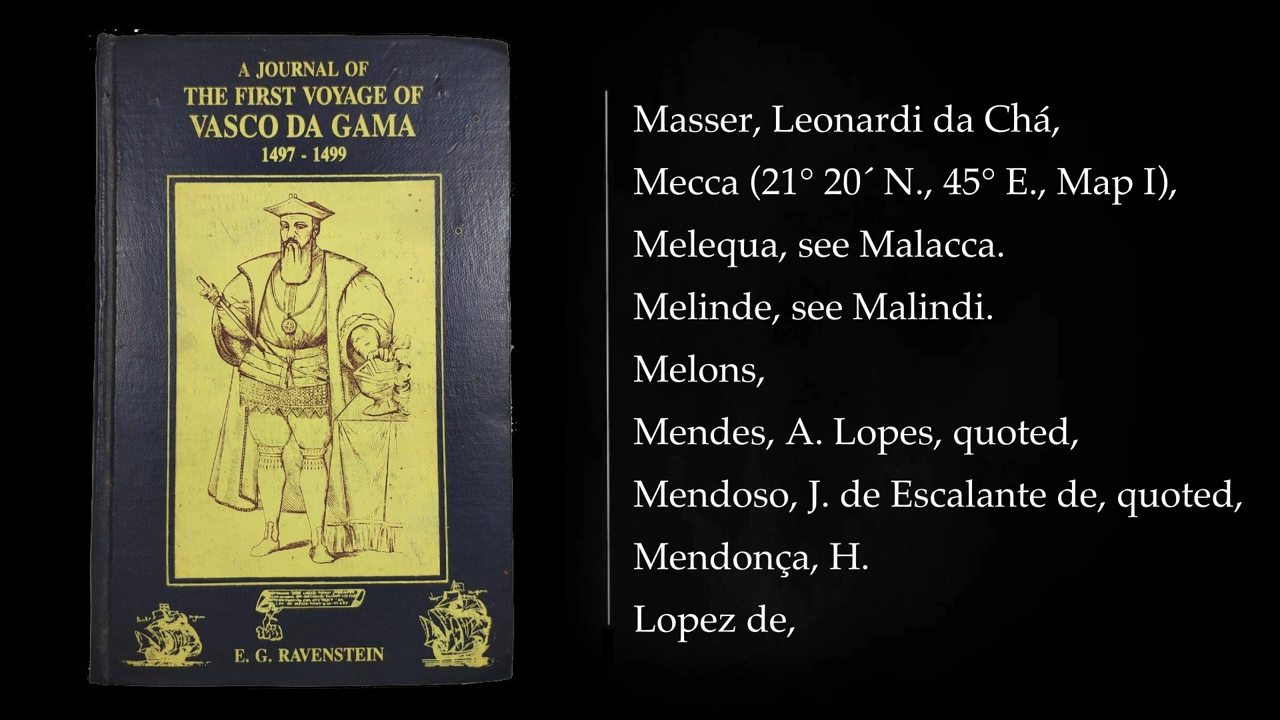 A JOURNAL OF
THE FIRST VOYAGE OF
VASCO DA GAMA
1497 - 1499
E. G. RAVENSTEIN
Masser, Leonardi da Chá,
Mecca (21° 20´ N., 45° E., Map I),
Melequa, see Malacca.
Melinde, see Malindi.
Melons,
Mendes, A. Lopes, quoted,
Mendoso, J. de Escalante de, quoted,
Mendonça, H.
Lopez de,